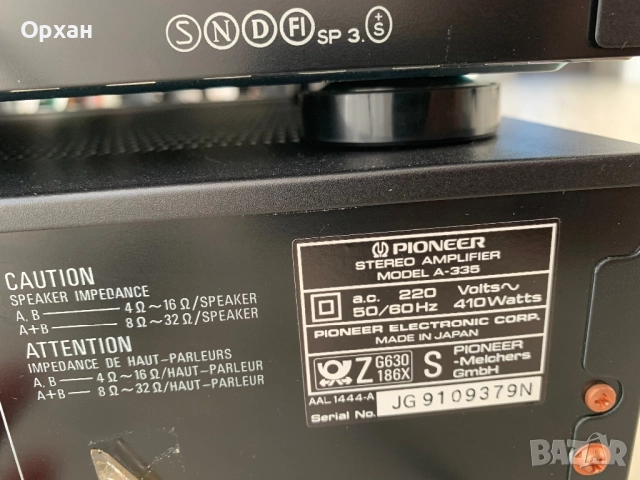 Орхан
S N D FI SP 3. ±S
CAUTION
SPEAKER IMPEDANCE
A, B 4 Ω ~ 16 Ω/SPEAKER
A+B 8 Ω ~ 32 Ω/SPEAKER
ATTENTION
IMPEDANCE DE HAUT-PARLEURS
A, B 4 Ω ~ 16 Ω/HAUT-PARLEUR
A+B 8 Ω ~ 32 Ω/HAUT-PARLEUR
PIONEER
STEREO AMPLIFIER
MODEL A-335
a.c. 220 Volts~
50/60 Hz 410 Watts
PIONEER ELECTRONIC CORP.
MADE IN JAPAN
Z G630 186X S PIONEER -Melchers GmbH
AAL1444-A
Serial No. JG9109379N
BAZAR